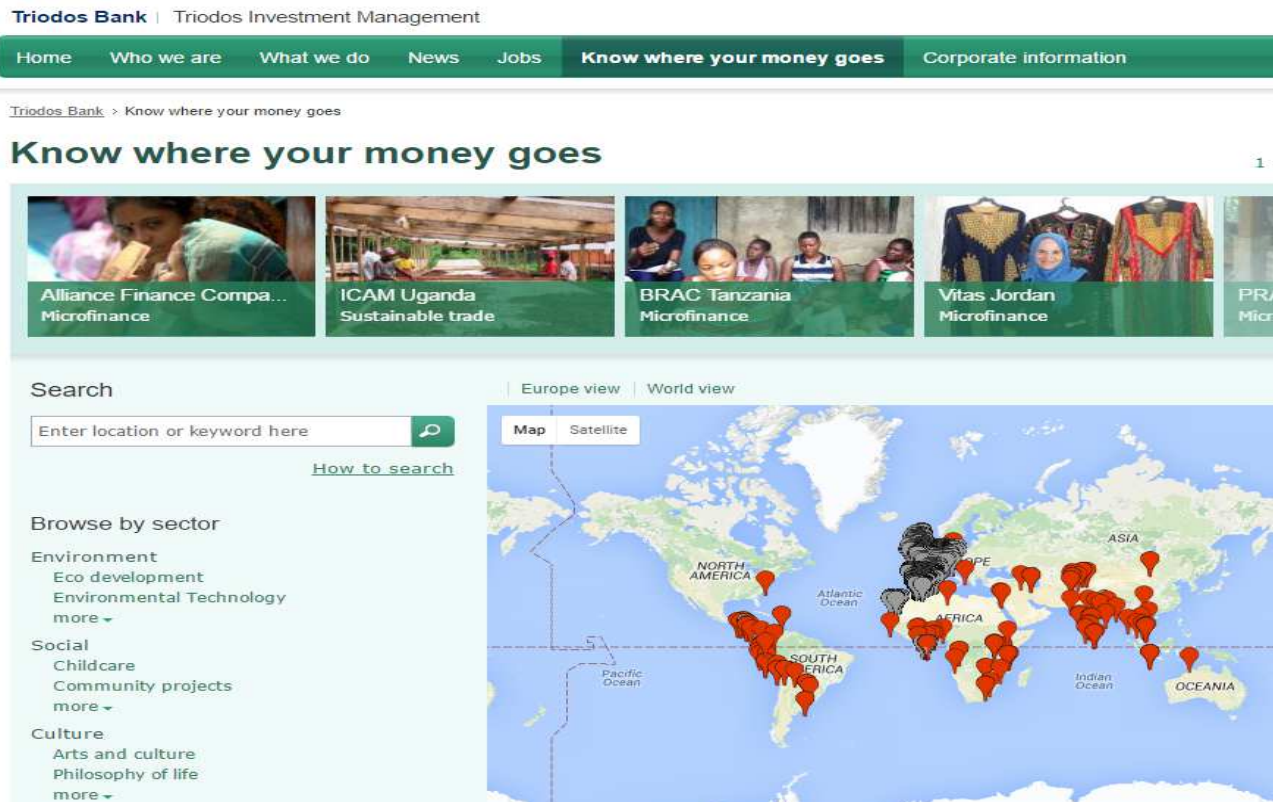 Triodos Bank | Triodos Investment Management
Home Who we are What we do News Jobs Know where your money goes Corporate information
Triodos Bank > Know where your money goes
Know where your money goes
1
Alliance Finance Compa...
Microfinance
ICAM Uganda
Sustainable trade
BRAC Tanzania
Microfinance
Vitas Jordan
Microfinance
PRA
Micr
Search
Enter location or keyword here
How to search
Browse by sector
Environment
Eco development
Environmental Technology
more
Social
Childcare
Community projects
more
Culture
Arts and culture
Philosophy of life
more
Europe view | World view
Map Satellite
NORTH
AMERICA
Atlantic
Ocean
OPE
ASIA
AFRICA
SOUTH
ERICA
Pacific
Ocean
Indian
Ocean
OCEANIA